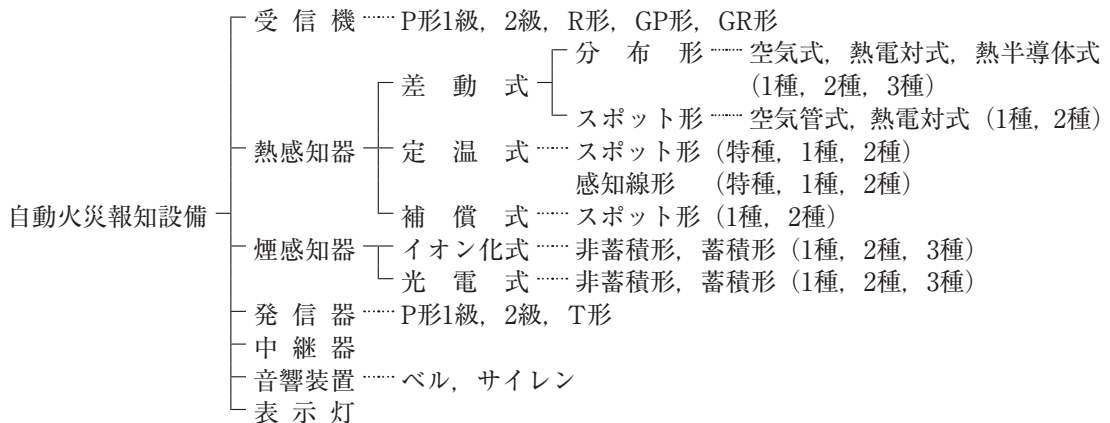 受信機……P形1級，2級，R形，GP形，GR形
分布形……空気式，熱電対式，熱半導体式
差動式 （1種，2種，3種）
スポット形……空気管式，熱電対式（1種，2種）
熱感知器 定温式……スポット形（特種，1種，2種）
感知線形 （特種，1種，2種）
自動火災報知設備 補償式……スポット形（1種，2種）
煙感知器 イオン化式……非蓄積形，蓄積形（1種，2種，3種）
光電式……非蓄積形，蓄積形（1種，2種，3種）
発信器……P形1級，2級，T形
中継器
音響装置……ベル，サイレン
表示灯